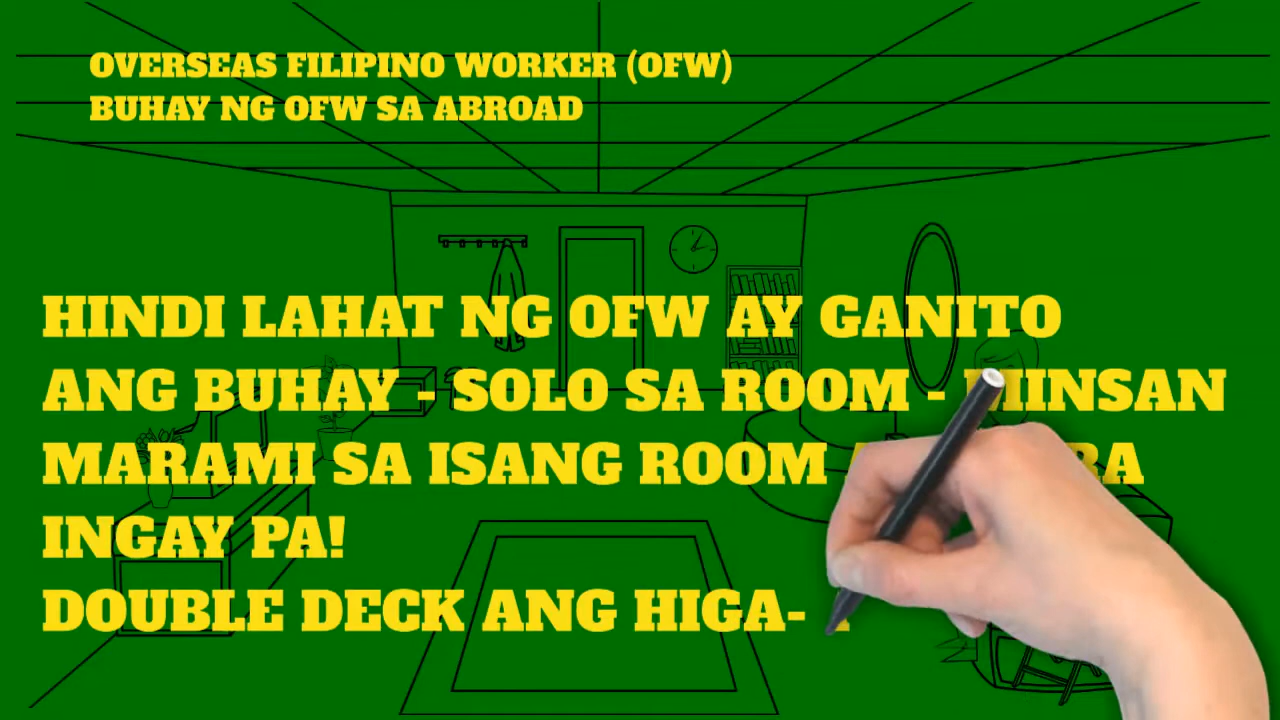 OVERSEAS FILIPINO WORKER (OFW)
BUHAY NG OFW SA ABROAD
HINDI LAHAT NG OFW AY GANITO
ANG BUHAY - SOLO SA ROOM - MINSAN
MARAMI SA ISANG ROOM
INGAY PA!
DOUBLE DECK ANG HIGA-